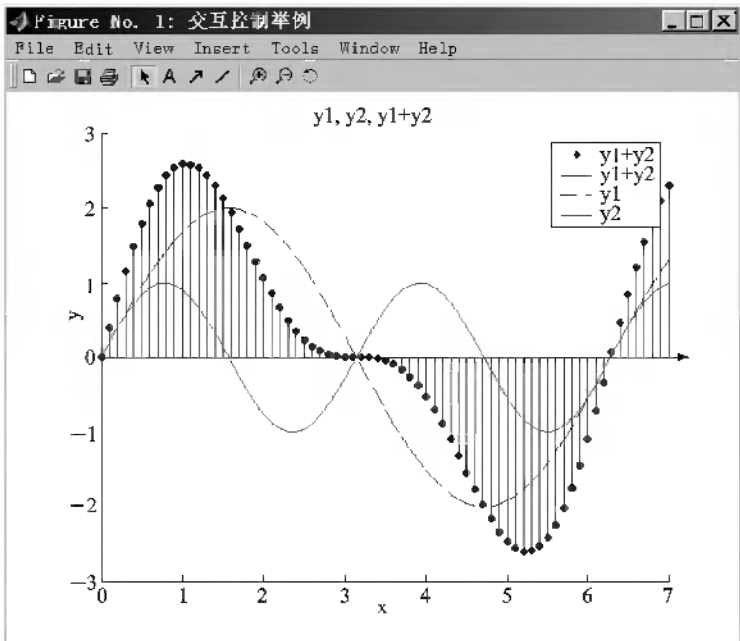 Figure No. 1: 交互控制举例
File Edit View Insert Tools Window Help
A
y1, y2, y1+y2
y1+y2
y1+y2
y1
y2
3
2
1
0
−1
−2
−3
y
0 1 2 3 4 5 6 7
x